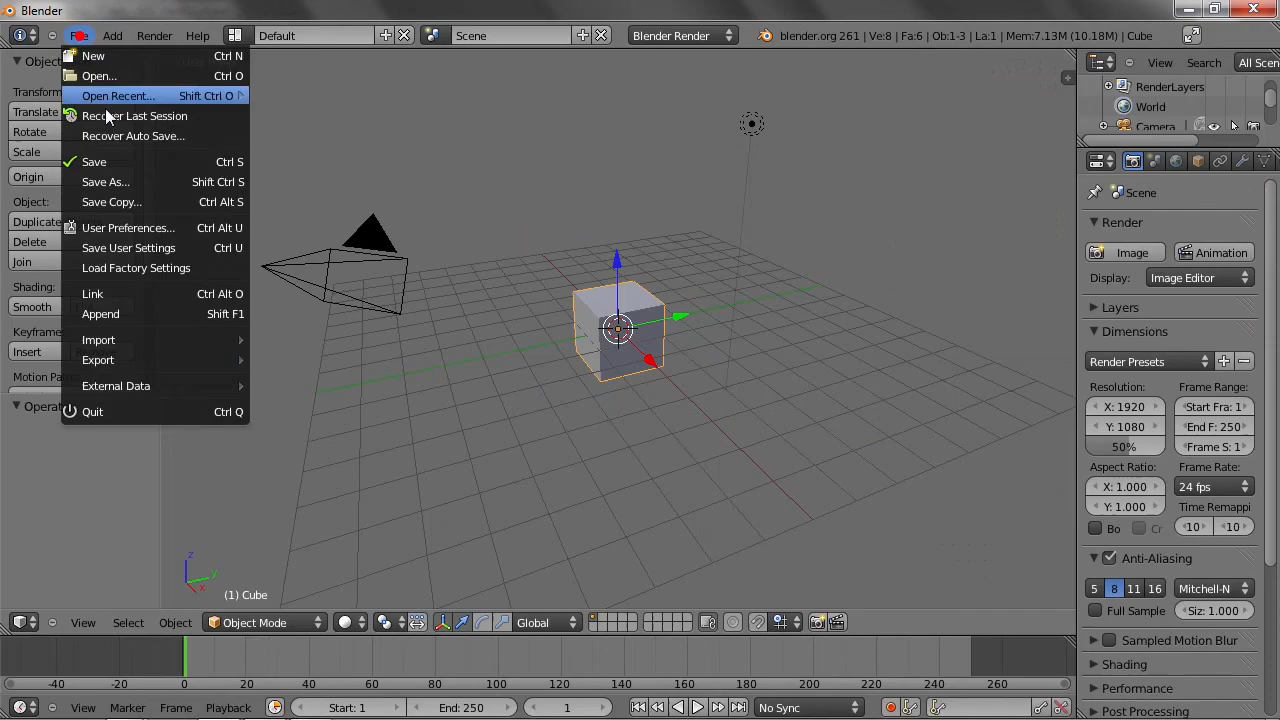 Blender
File Add Render Help Default Scene Blender Render blender.org 261 | Ve:8 | Fa:6 | Ob:1-3 | La:1 | Mem:7.13M (10.18M) | Cube
New Ctrl N
Open... Ctrl O
Open Recent... Shift Ctrl O
Recover Last Session
Recover Auto Save...
Save Ctrl S
Save As... Shift Ctrl S
Save Copy... Ctrl Alt S
User Preferences... Ctrl Alt U
Save User Settings Ctrl U
Load Factory Settings
Link Ctrl Alt O
Append Shift F1
Import
Export
External Data
Quit Ctrl Q
Object
Transform
Translate
Rotate
Scale
Origin
Object:
Duplicate
Delete
Join
Shading:
Smooth
Keyframe
Insert
Motion Pa
Operat
z
y
x
(1) Cube
View Select Object Object Mode Global
-40 -20 0 20 40 60 80 100 120 140 160 180 200 220 240 260
View Marker Frame Playback Start: 1 End: 250 1 No Sync
View Search All Scen
RenderLayers
World
Camera
Scene
Render
Image Animation
Display: Image Editor
Layers
Dimensions
Render Presets
Resolution: Frame Range:
X: 1920 Start Fra: 1
Y: 1080 End F: 250
50% Frame S: 1
Aspect Ratio: Frame Rate:
X: 1.000 24 fps
Y: 1.000 Time Remappi
Bo Cr 10 10
Anti-Aliasing
5 8 11 16 Mitchell-N
Full Sample Siz: 1.000
Sampled Motion Blur
Shading
Performance
Post Processing